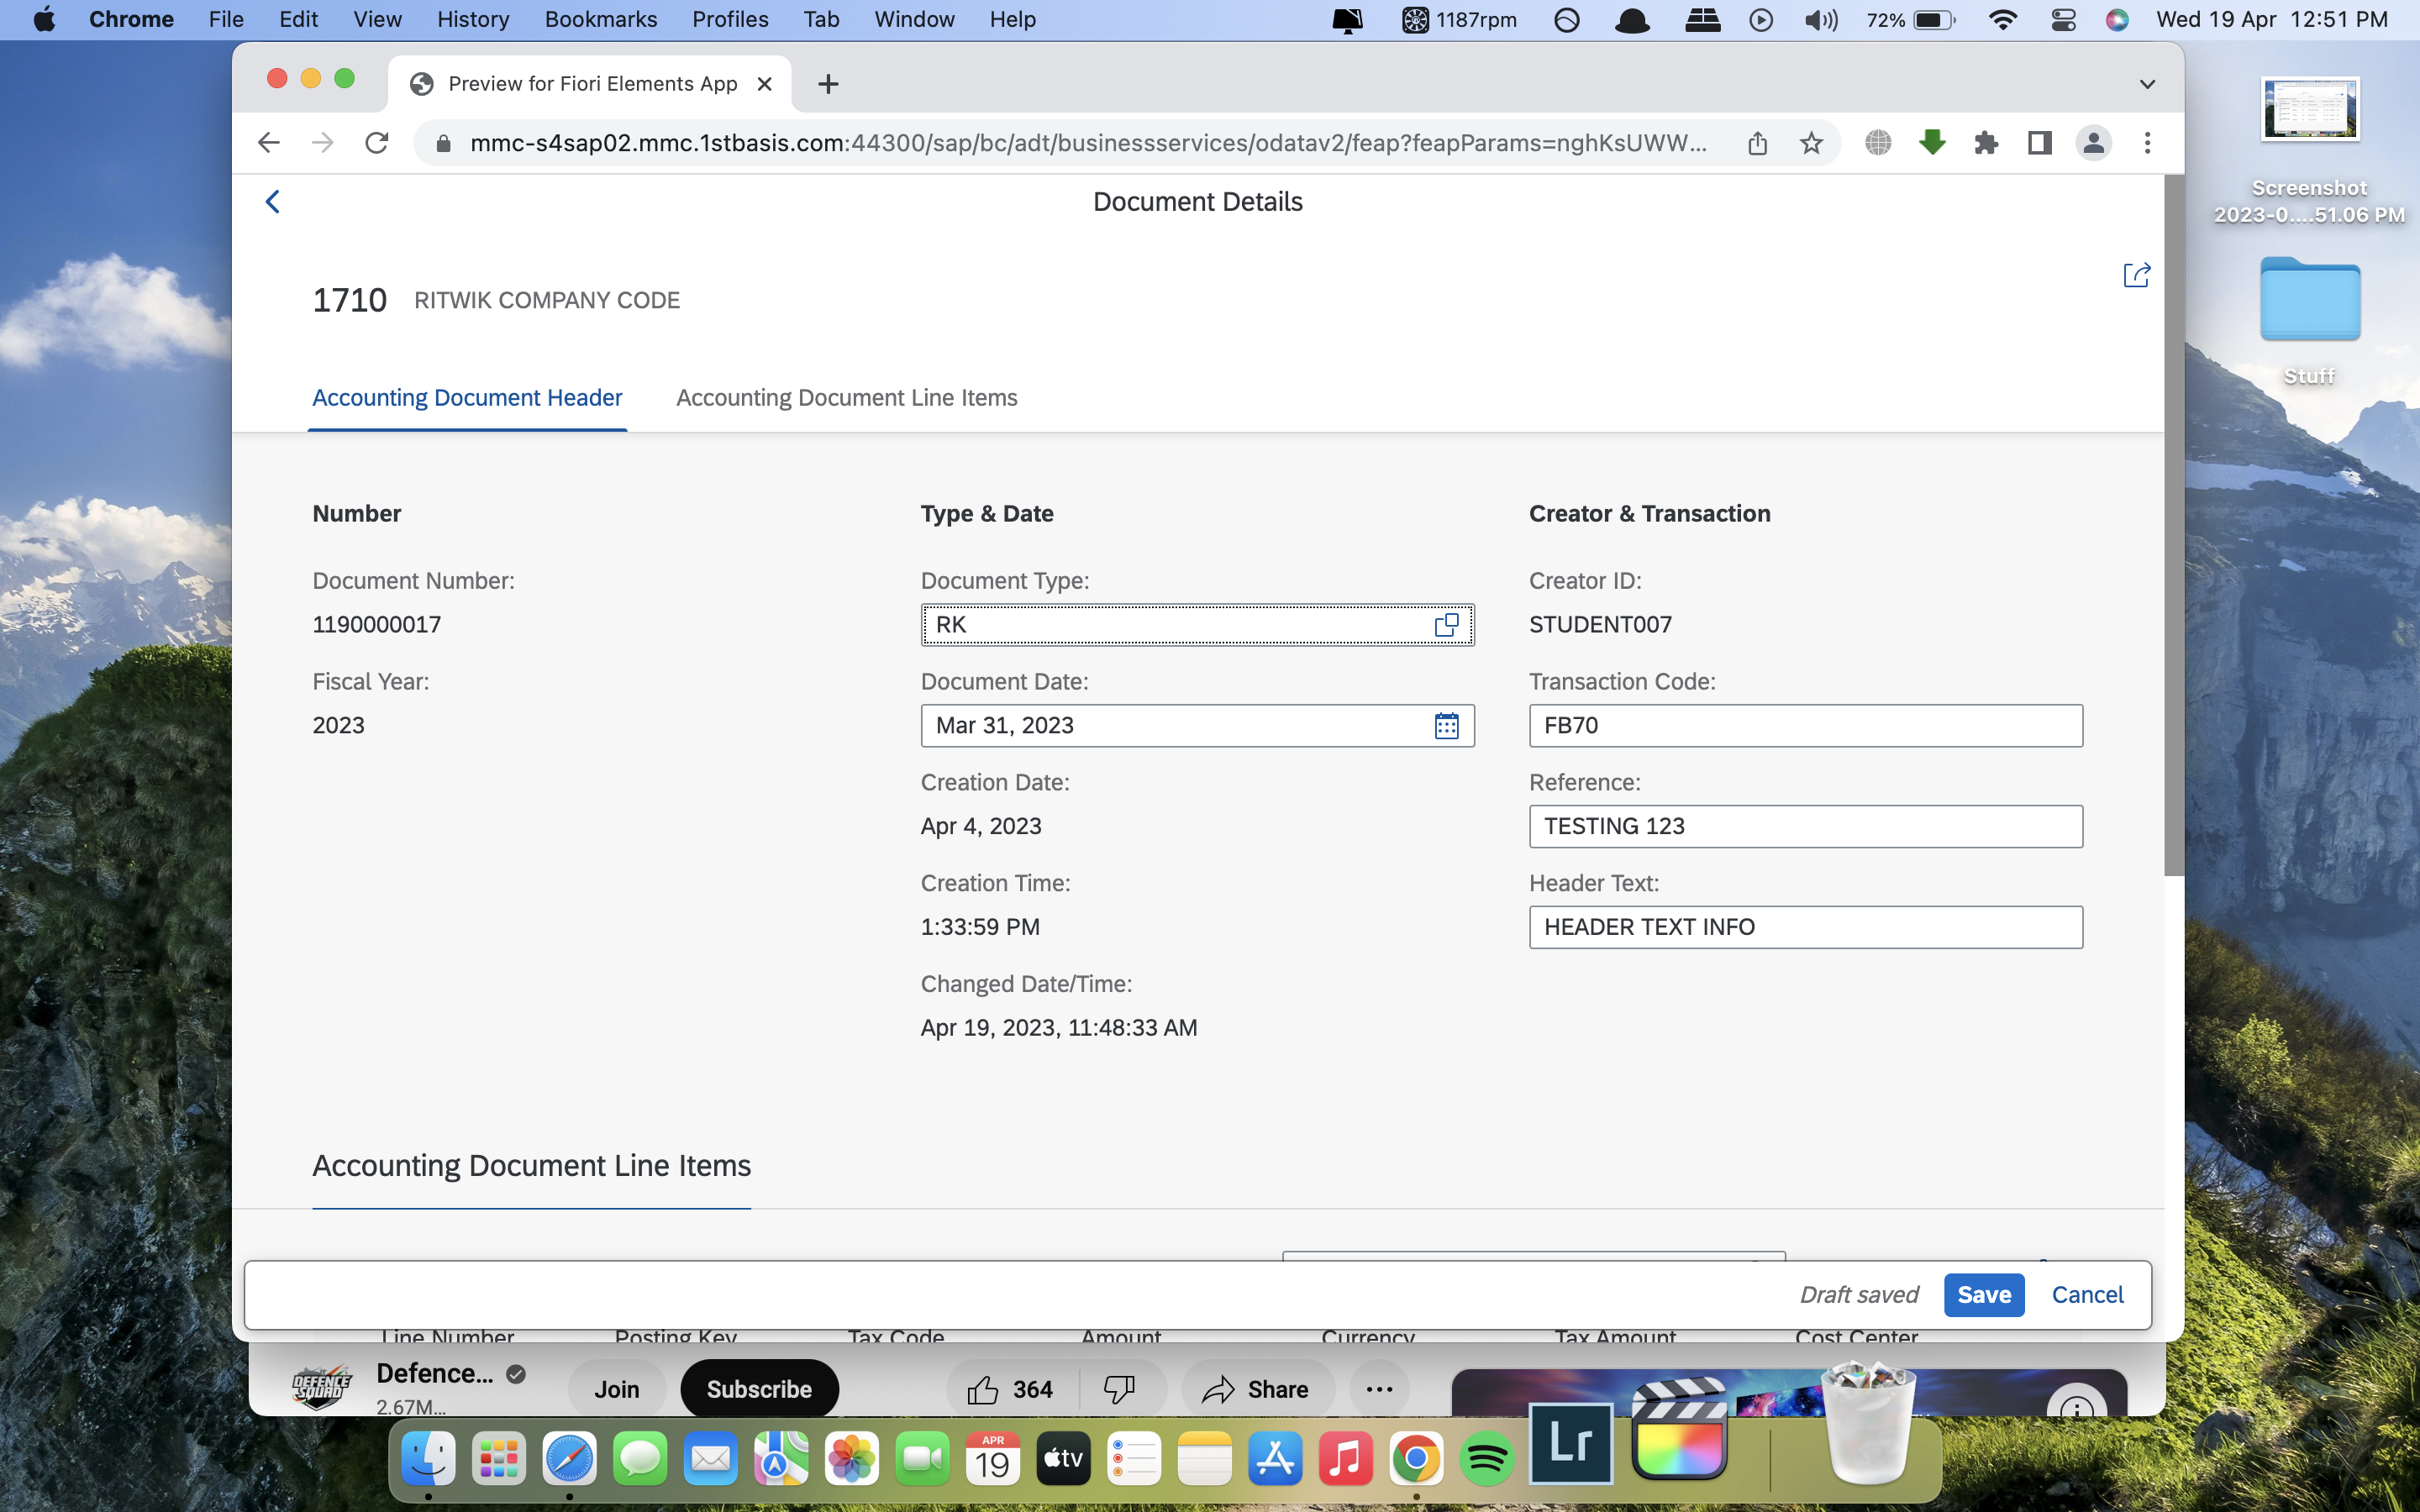 Chrome File Edit View History Bookmarks Profiles Tab Window Help 1187rpm 72% Wed 19 Apr 12:51 PM
Preview for Fiori Elements App
mmc-s4sap02.mmc.1stbasis.com:44300/sap/bc/adt/businessservices/odatav2/feap?feapParams=nghKsUWW...
Screenshot
2023-0....51.06 PM
Stuff
Document Details
1710 RITWIK COMPANY CODE
Accounting Document Header Accounting Document Line Items
Number Type & Date Creator & Transaction
Document Number: Document Type: Creator ID:
1190000017 RK STUDENT007
Fiscal Year: Document Date: Transaction Code:
2023 Mar 31, 2023 FB70
Creation Date: Reference:
Apr 4, 2023 TESTING 123
Creation Time: Header Text:
1:33:59 PM HEADER TEXT INFO
Changed Date/Time:
Apr 19, 2023, 11:48:33 AM
Accounting Document Line Items
Draft saved Save Cancel
Line Number Posting Key Tax Code Amount Currency Tax Amount Cost Center
DEFENCE SQUAD Defence... Join Subscribe 364 Share
2.67M...
APR
19
tv
Lr